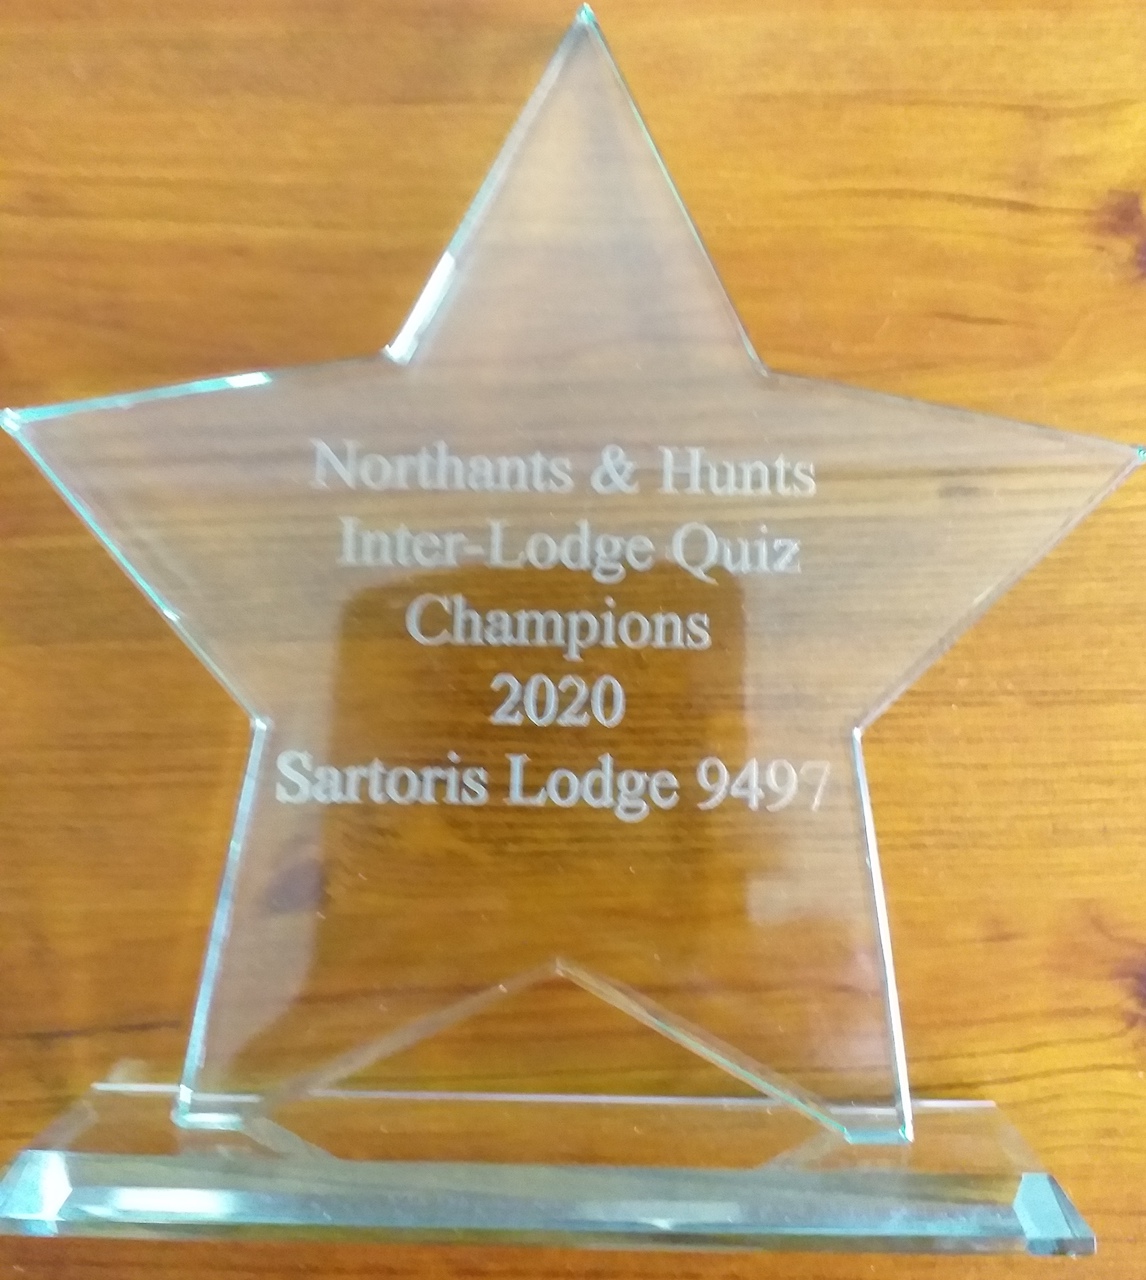 Northants & Hunts
Inter-Lodge Quiz
Champions
2020
Sartoris Lodge 9497